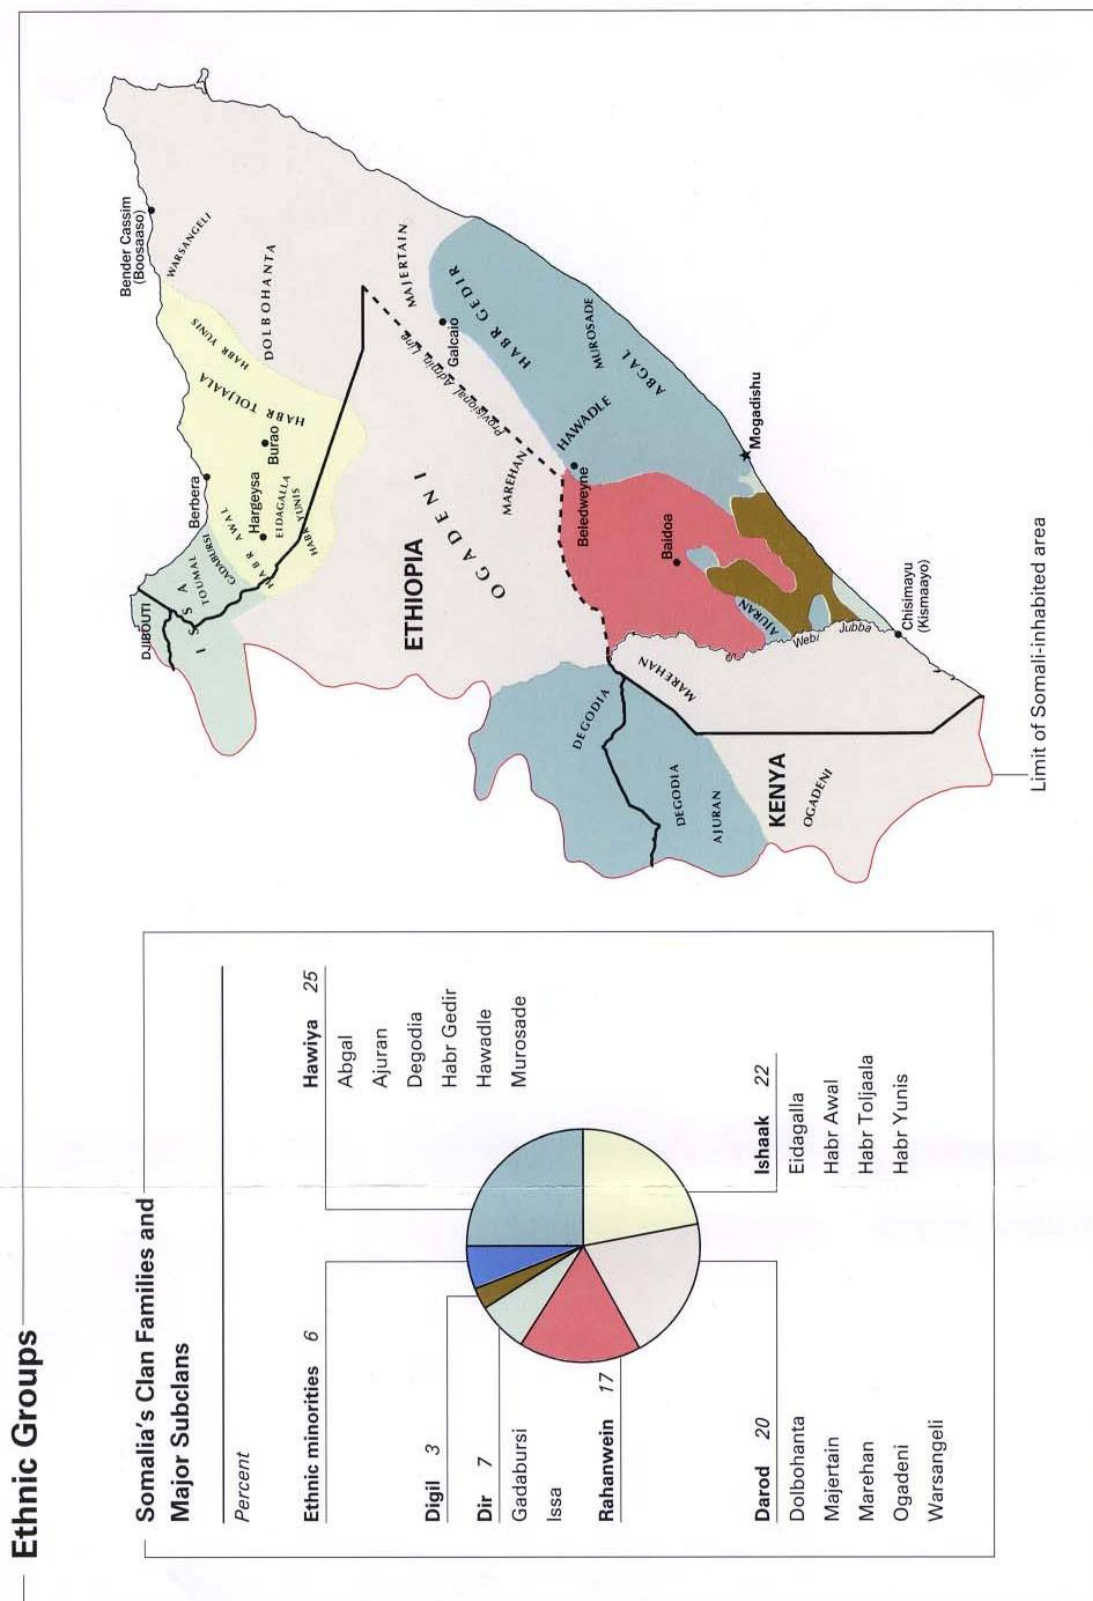 Ethnic Groups
Somalia's Clan Families and
Major Subclans
Percent
Ethnic minorities 6
Digil 3
Dir 7
Gadabursi
Issa
Rahanwein 17
Darod 20
Dolbohanta
Majertain
Marehan
Ogadeni
Warsangeli
Hawiya 25
Abgal
Ajuran
Degodia
Habr Gedir
Hawadle
Murosade
Ishaak 22
Eidagalla
Habr Awal
Habr Toljaala
Habr Yunis
DJIBOUTI
ISSA
TOUMAL
GADABURSI
Berbera
HABR AWAL
Hargeysa
EIDAGALLA
HABR YUNIS
Burao
HABR TOLJAALA
HABR YUNIS
Bender Cassim
(Boosaaso)
WARSANGELI
DOLBOHANTA
MAJERTAIN
Provisional Admin Line
Galcaio
HABR GEDIR
ETHIOPIA
OGADENI
MAREHAN
Beledweyne
HAWADLE
MUROSADE
ABGAL
DEGODIA
DEGODIA
AJURAN
MAREHAN
Baidoa
AJURAN
Mogadishu
KENYA
OGADENI
Webi
Jubba
Chisimayu
(Kismaayo)
Limit of Somali-inhabited area